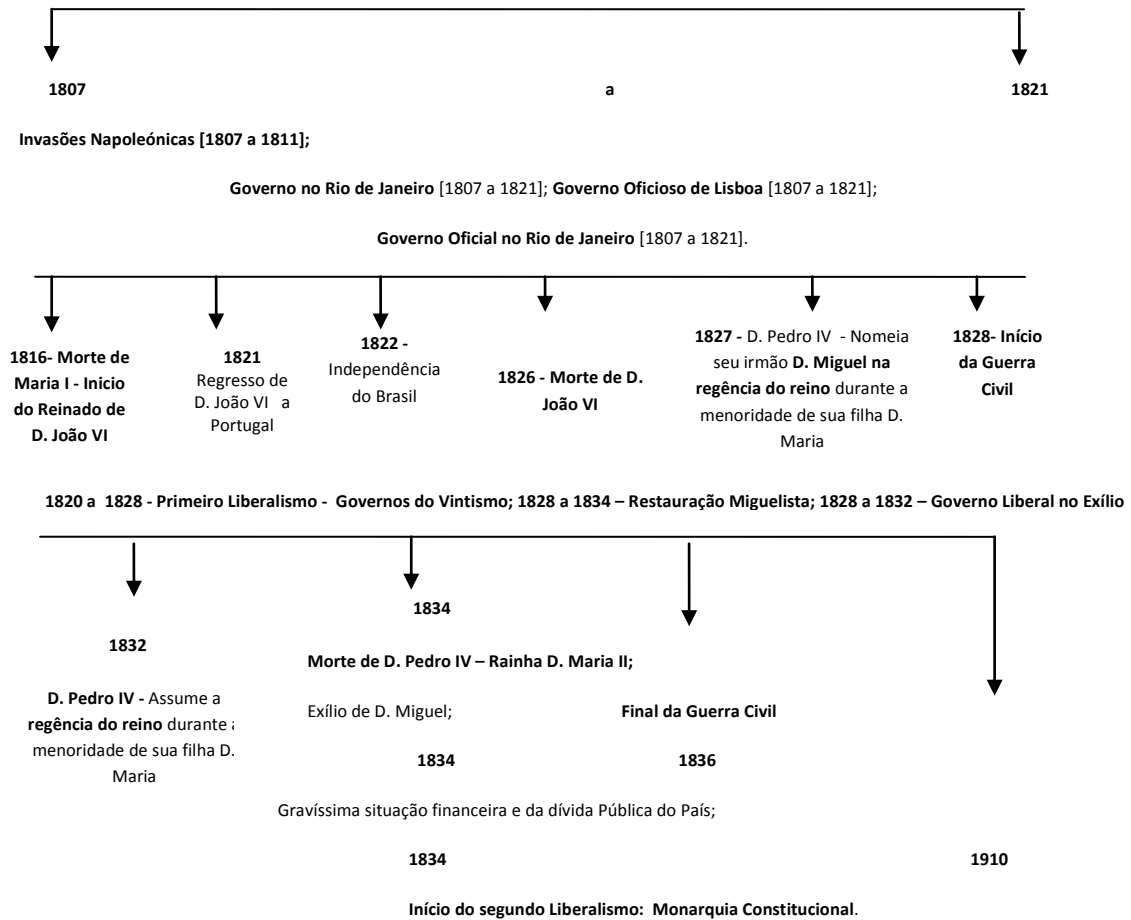 1807 a 1821
Invasões Napoleónicas [1807 a 1811];
Governo no Rio de Janeiro [1807 a 1821]; Governo Oficioso de Lisboa [1807 a 1821];
Governo Oficial no Rio de Janeiro [1807 a 1821].
1816- Morte de
Maria I - Inicio
do Reinado de
D. João VI
1821
Regresso de
D. João VI a
Portugal
1822 -
Independência
do Brasil
1826 - Morte de D.
João VI
1827 - D. Pedro IV - Nomeia
seu irmão D. Miguel na
regência do reino durante a
menoridade de sua filha D.
Maria
1828- Início
da Guerra
Civil
1820 a 1828 - Primeiro Liberalismo - Governos do Vintismo; 1828 a 1834 – Restauração Miguelista; 1828 a 1832 – Governo Liberal no Exílio
1832
D. Pedro IV - Assume a
regência do reino durante a
menoridade de sua filha D.
Maria
1834
Morte de D. Pedro IV – Rainha D. Maria II;
Exílio de D. Miguel;
Final da Guerra Civil
1834
1836
Gravíssima situação financeira e da dívida Pública do País;
1834
1910
Início do segundo Liberalismo: Monarquia Constitucional.